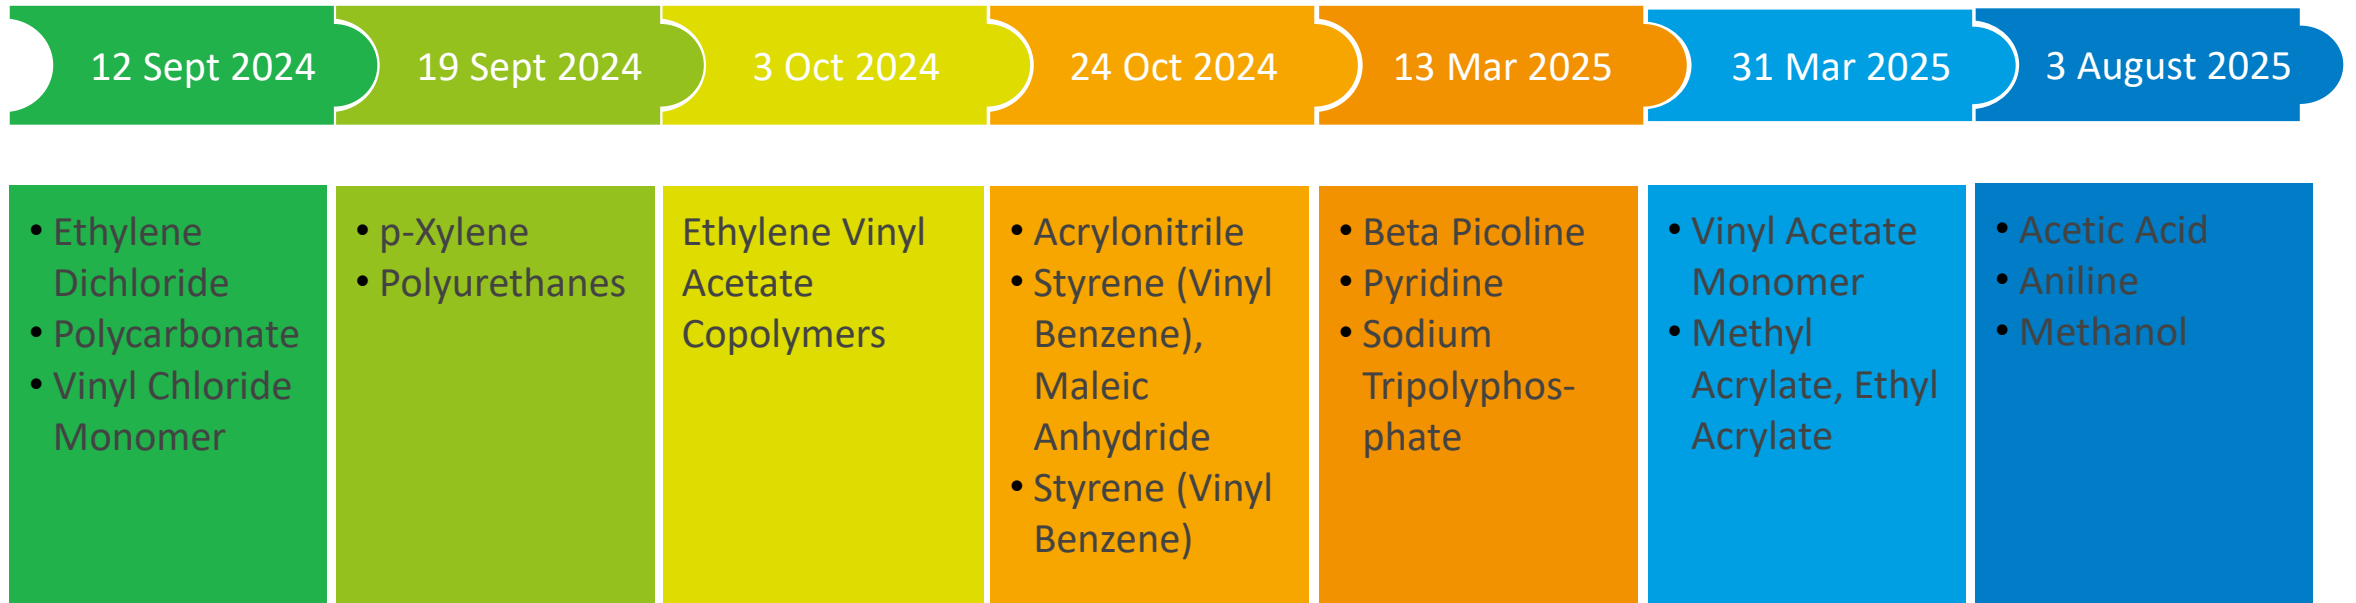 12 Sept 2024
19 Sept 2024
3 Oct 2024
24 Oct 2024
13 Mar 2025
31 Mar 2025
3 August 2025
• Ethylene
Dichloride
• Polycarbonate
• Vinyl Chloride
Monomer
• p-Xylene
• Polyurethanes
Ethylene Vinyl
Acetate
Copolymers
• Acrylonitrile
• Styrene (Vinyl
Benzene),
Maleic
Anhydride
• Styrene (Vinyl
Benzene)
• Beta Picoline
• Pyridine
• Sodium
Tripolyphos-
phate
• Vinyl Acetate
Monomer
• Methyl
Acrylate, Ethyl
Acrylate
• Acetic Acid
• Aniline
• Methanol